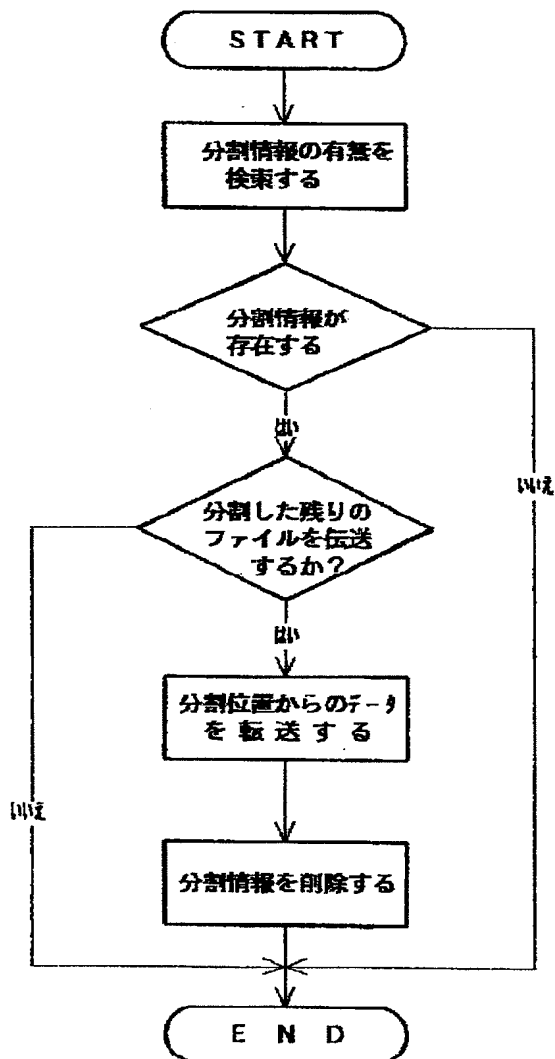 START
分割情報の有無を
検索する
分割情報が
存在する
はい
いいえ
分割した残りの
ファイルを伝送
するか?
はい
分割位置からのデータ
を転送する
いいえ
分割情報を削除する
END